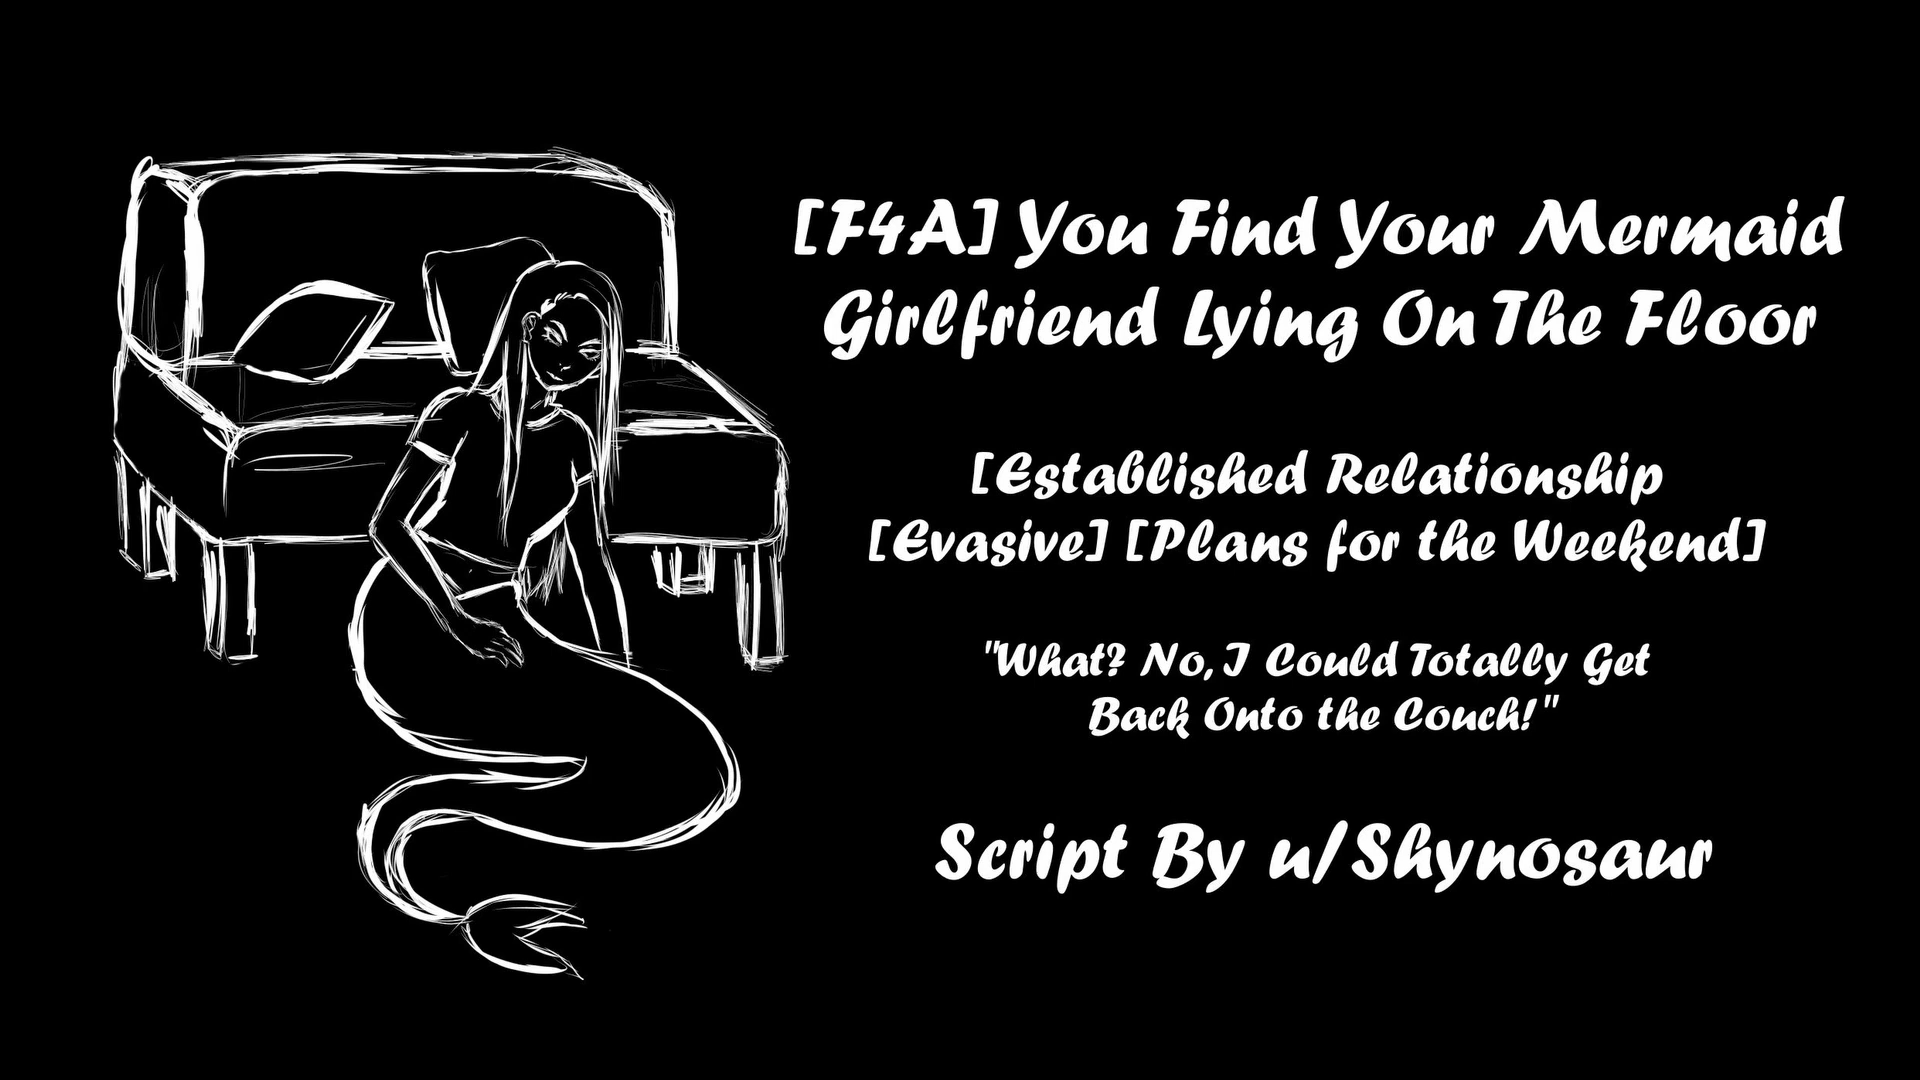 [F4A] You Find Your Mermaid
Girlfriend Lying On The Floor
[Established Relationship
[Evasive] [Plans for the Weekend]
"What? No, I Could Totally Get
Back Onto the Couch!"
Script By u/Shynosaur